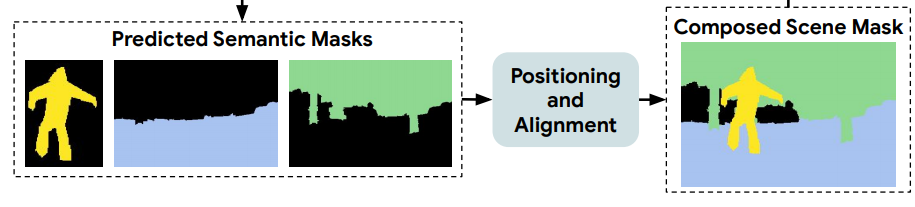 Predicted Semantic Masks
Positioning
and
Alignment
Composed Scene Mask